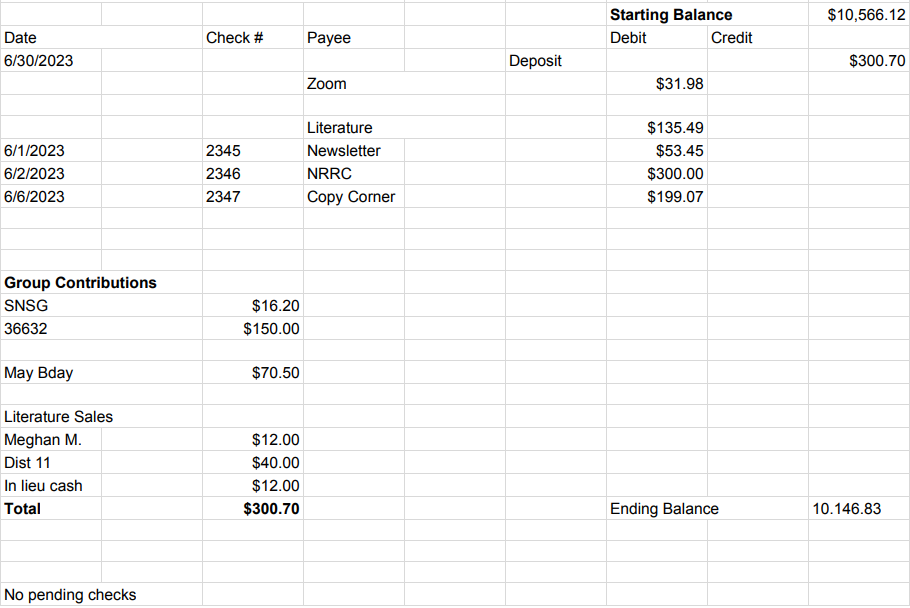 Starting Balance $10,566.12
Date Check # Payee Debit Credit
6/30/2023 Deposit $300.70
Zoom $31.98
Literature $135.49
6/1/2023 2345 Newsletter $53.45
6/2/2023 2346 NRRC $300.00
6/6/2023 2347 Copy Corner $199.07
Group Contributions
SNSG $16.20
36632 $150.00
May Bday $70.50
Literature Sales
Meghan M. $12.00
Dist 11 $40.00
In lieu cash $12.00
Total $300.70 Ending Balance 10.146.83
No pending checks